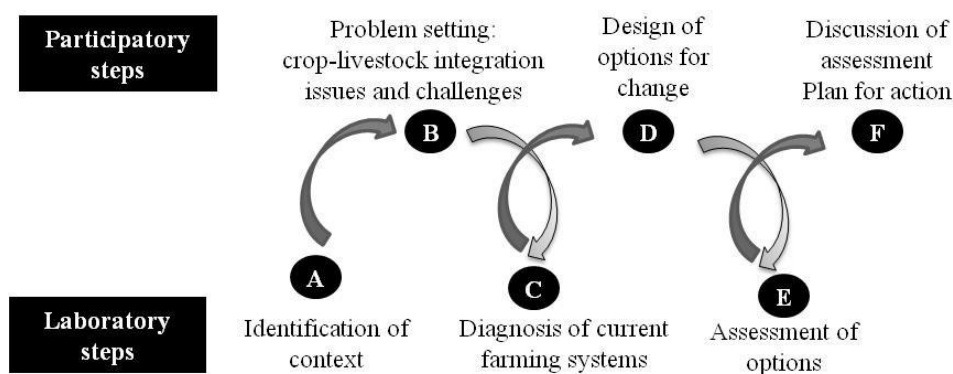 Participatory
steps
Problem setting:
crop-livestock integration
issues and challenges
Design of
options for
change
Discussion of
assessment
Plan for action
B
D
F
A
C
E
Laboratory
steps
Identification of
context
Diagnosis of current
farming systems
Assessment of
options